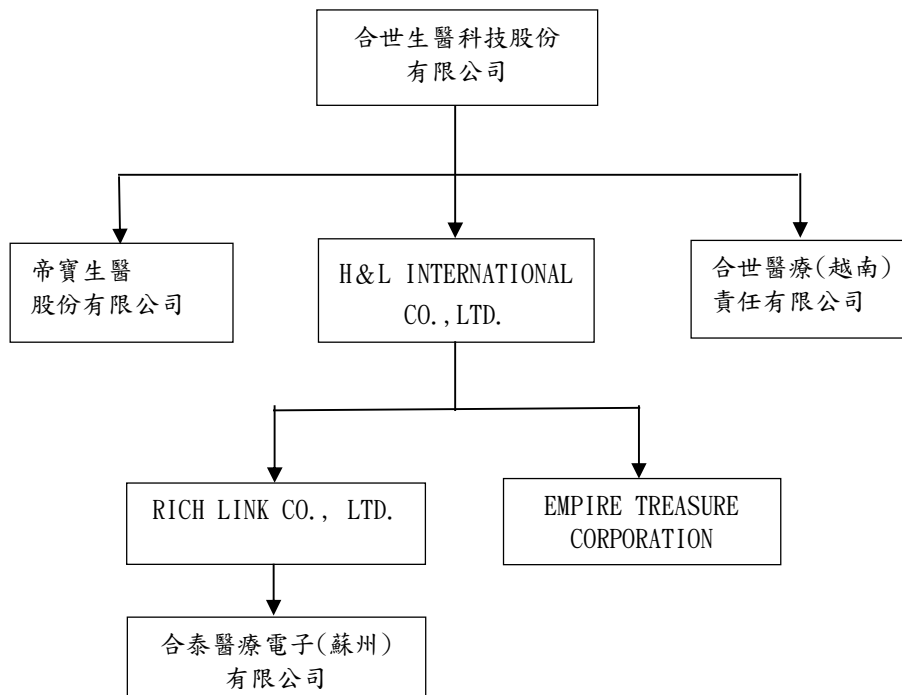 合世生醫科技股份
有限公司
帝寶生醫
股份有限公司
H&L INTERNATIONAL
CO.,LTD.
合世醫療(越南)
責任有限公司
RICH LINK CO., LTD.
EMPIRE TREASURE
CORPORATION
合泰醫療電子(蘇州)
有限公司